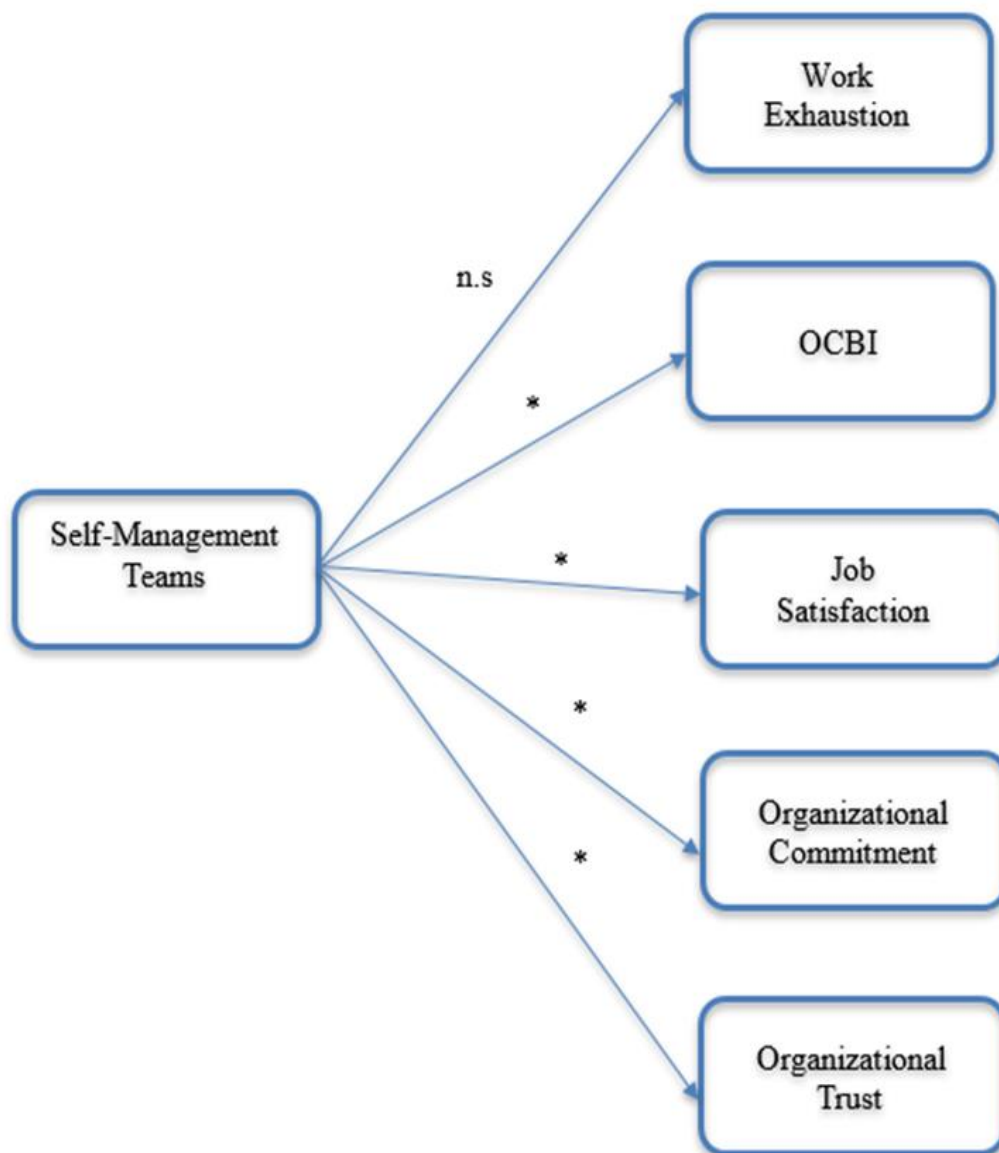 Work
Exhaustion
n.s
OCBI
*
Self-Management
Teams
*
Job
Satisfaction
*
Organizational
Commitment
*
Organizational
Trust